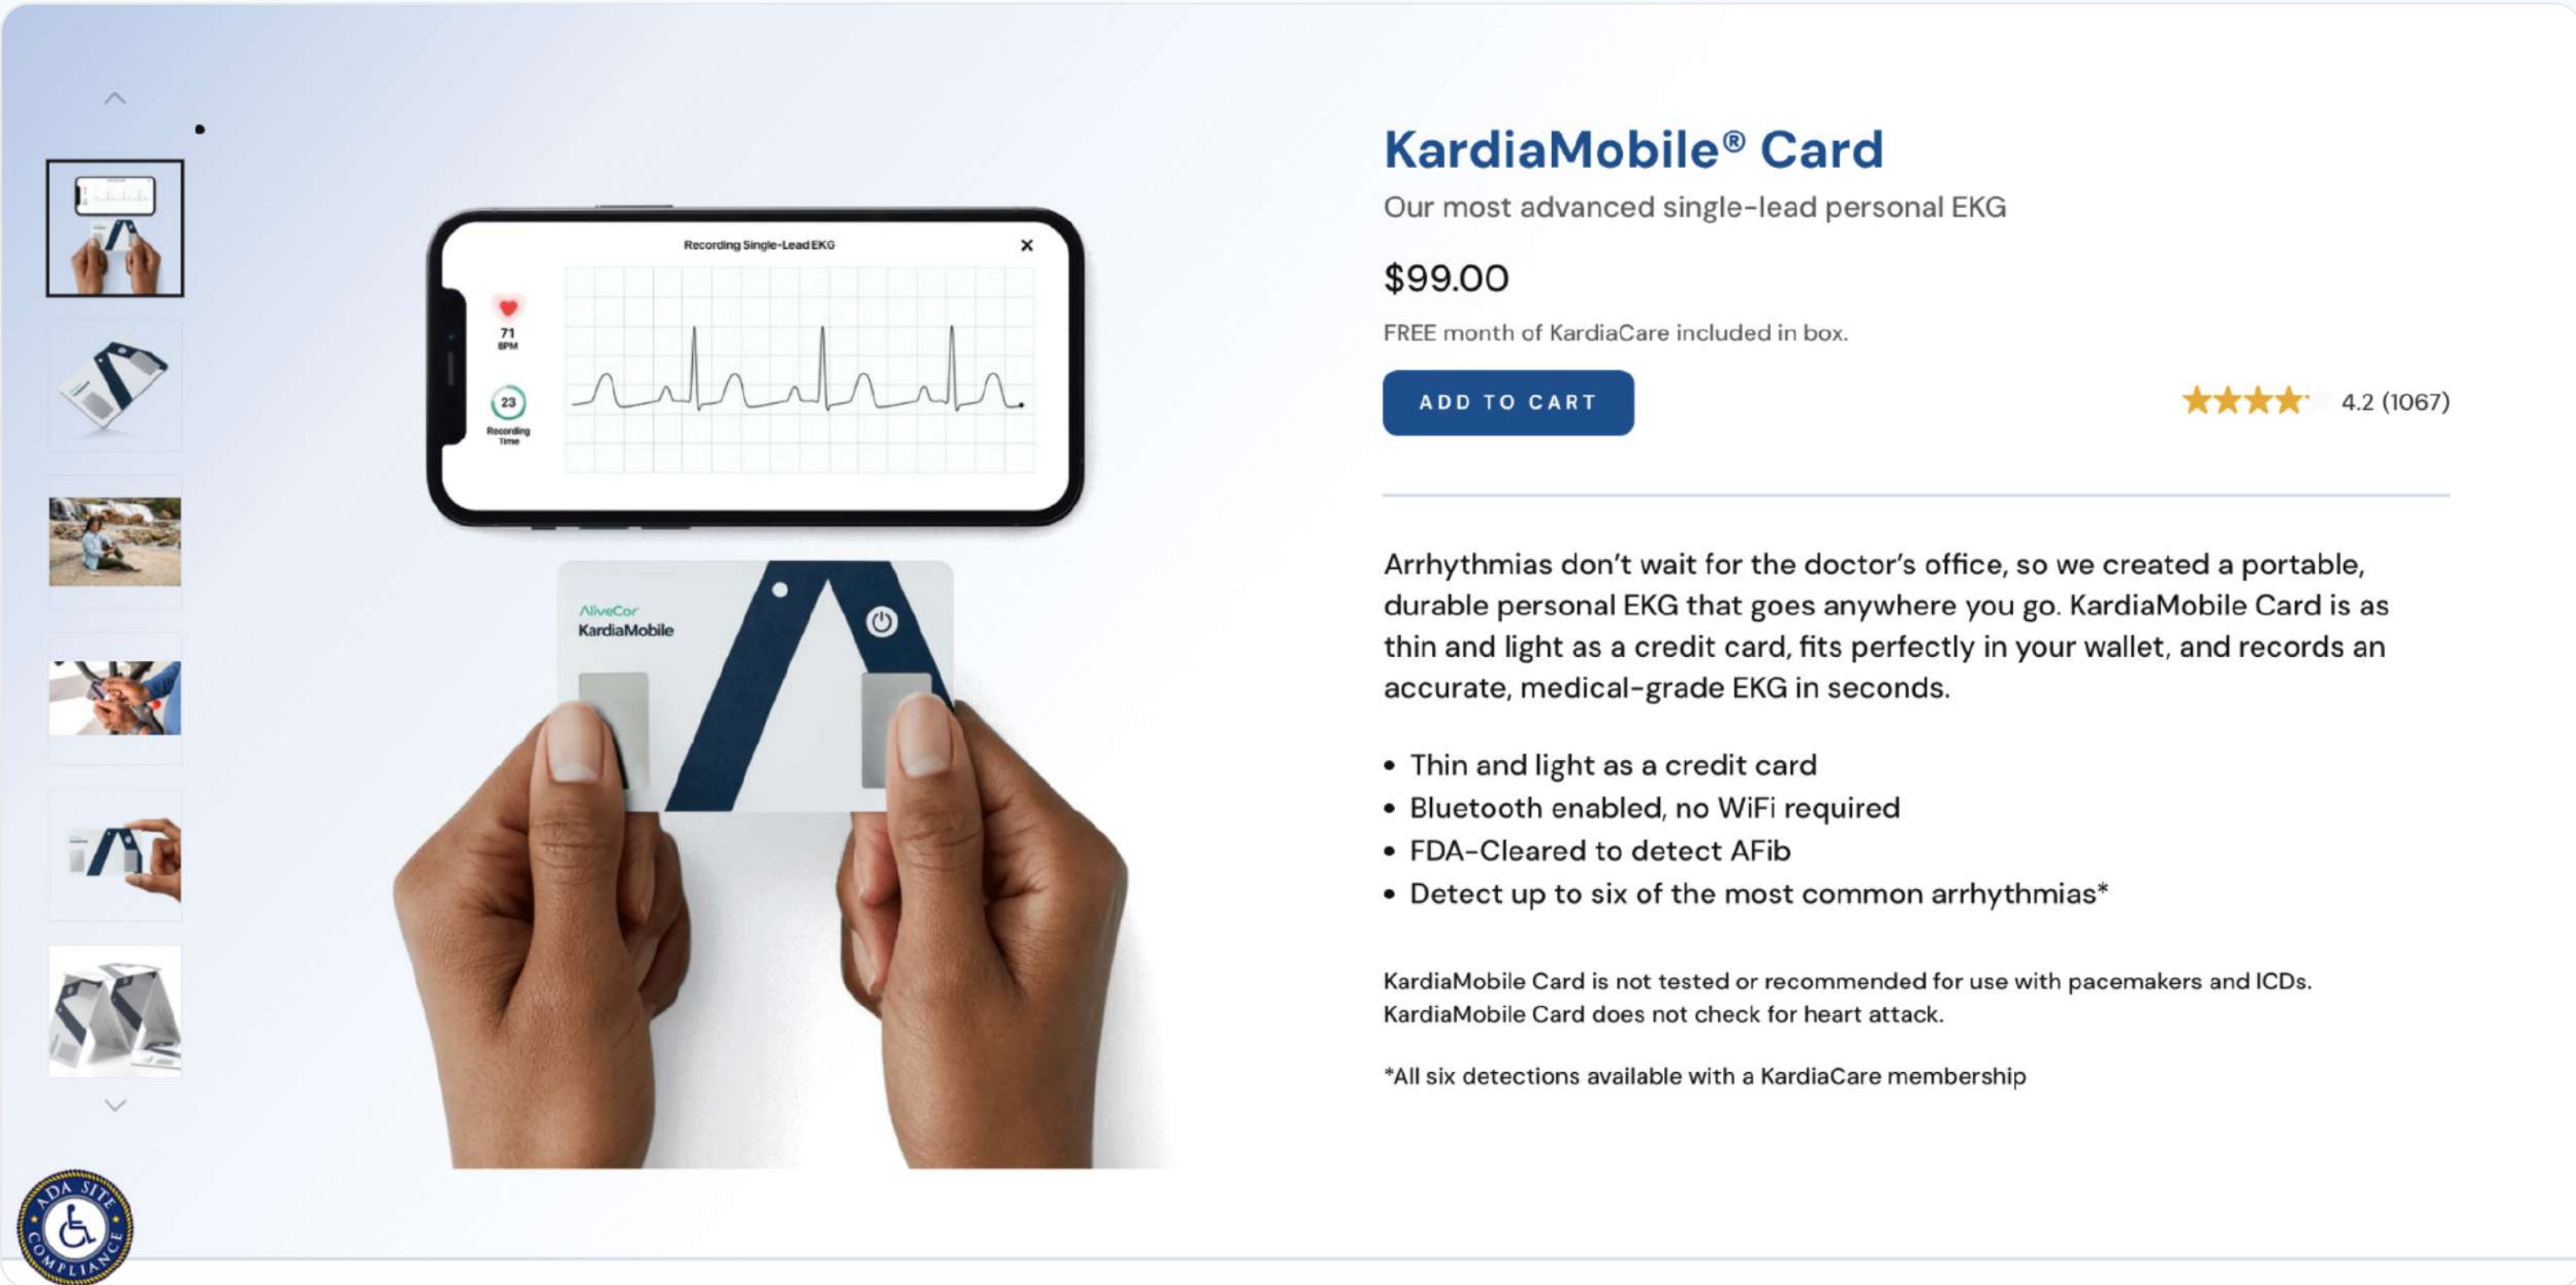 KardiaMobile® Card
Our most advanced single-lead personal EKG
$99.00
FREE month of KardiaCare included in box.
ADD TO CART
4.2 (1067)
Arrhythmias don't wait for the doctor's office, so we created a portable,
durable personal EKG that goes anywhere you go. KardiaMobile Card is as
thin and light as a credit card, fits perfectly in your wallet, and records an
accurate, medical-grade EKG in seconds.
• Thin and light as a credit card
• Bluetooth enabled, no WiFi required
• FDA-Cleared to detect AFib
• Detect up to six of the most common arrhythmias*
KardiaMobile Card is not tested or recommended for use with pacemakers and ICDs.
KardiaMobile Card does not check for heart attack.
*All six detections available with a KardiaCare membership
Recording Single-Lead EKG
71
BPM
23
Recording
Time
AliveCor
KardiaMobile
ADA SITE
COMPLIANCE